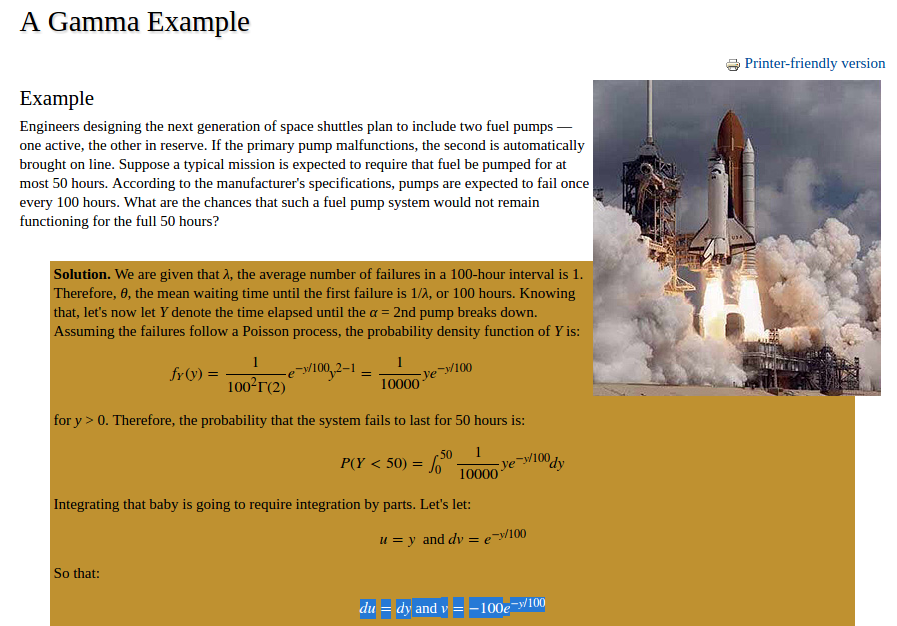 A Gamma Example
Printer-friendly version
Example
Engineers designing the next generation of space shuttles plan to include two fuel pumps —
one active, the other in reserve. If the primary pump malfunctions, the second is automatically
brought on line. Suppose a typical mission is expected to require that fuel be pumped for at
most 50 hours. According to the manufacturer's specifications, pumps are expected to fail once
every 100 hours. What are the chances that such a fuel pump system would not remain
functioning for the full 50 hours?
USA
Solution. We are given that λ, the average number of failures in a 100-hour interval is 1.
Therefore, θ, the mean waiting time until the first failure is 1/λ, or 100 hours. Knowing
that, let's now let Y denote the time elapsed until the α = 2nd pump breaks down.
Assuming the failures follow a Poisson process, the probability density function of Y is:
f_Y(y) = \frac{1}{100^2Γ(2)} e^{−y/100} y^{2−1} = \frac{1}{10000} ye^{−y/100}
for y > 0. Therefore, the probability that the system fails to last for 50 hours is:
P(Y < 50) = ∫_0^{50} \frac{1}{10000} ye^{−y/100} dy
Integrating that baby is going to require integration by parts. Let's let:
u = y and dv = e^{−y/100}
So that:
du = dy and v = −100e^{−y/100}